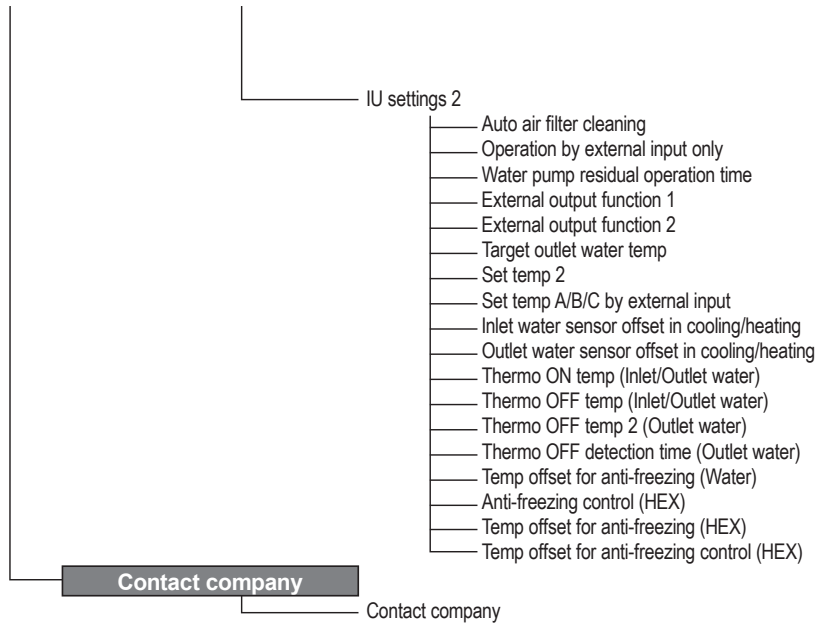 IU settings 2
Auto air filter cleaning
Operation by external input only
Water pump residual operation time
External output function 1
External output function 2
Target outlet water temp
Set temp 2
Set temp A/B/C by external input
Inlet water sensor offset in cooling/heating
Outlet water sensor offset in cooling/heating
Thermo ON temp (Inlet/Outlet water)
Thermo OFF temp (Inlet/Outlet water)
Thermo OFF temp 2 (Outlet water)
Thermo OFF detection time (Outlet water)
Temp offset for anti-freezing (Water)
Anti-freezing control (HEX)
Temp offset for anti-freezing (HEX)
Temp offset for anti-freezing control (HEX)
Contact company
Contact company